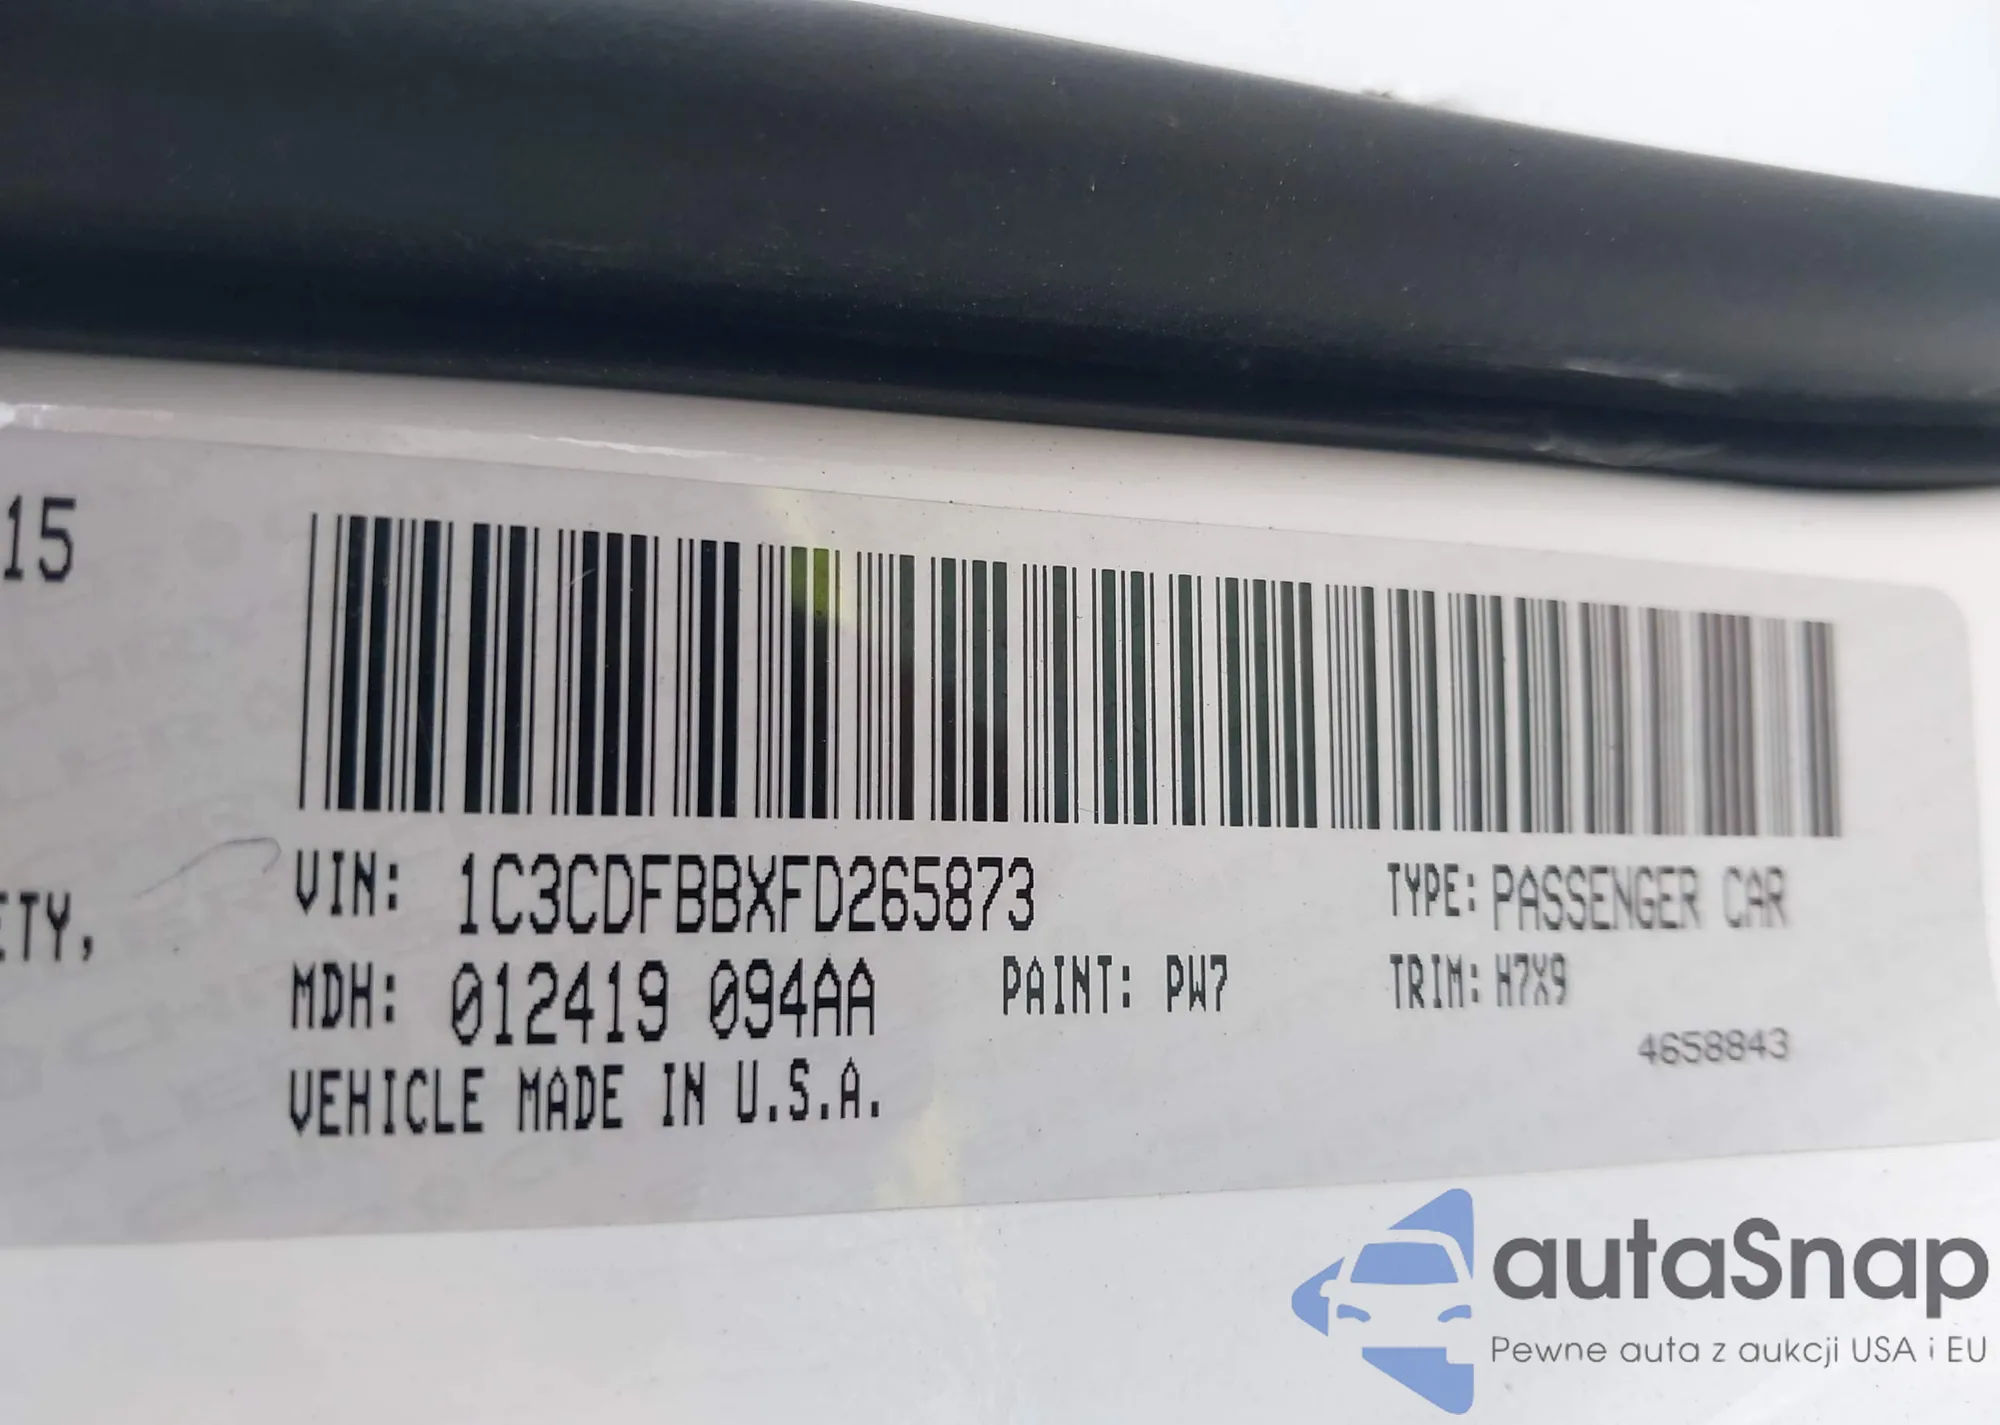 15
ETY,
VIN: 1C3CDFBBXFD265873
TYPE: PASSENGER CAR
MDH: 012419 094AA
PAINT: PW7
TRIM: H7X9
VEHICLE MADE IN U.S.A.
4658843
autaSnap
Pewne auta z aukcji USA i EU